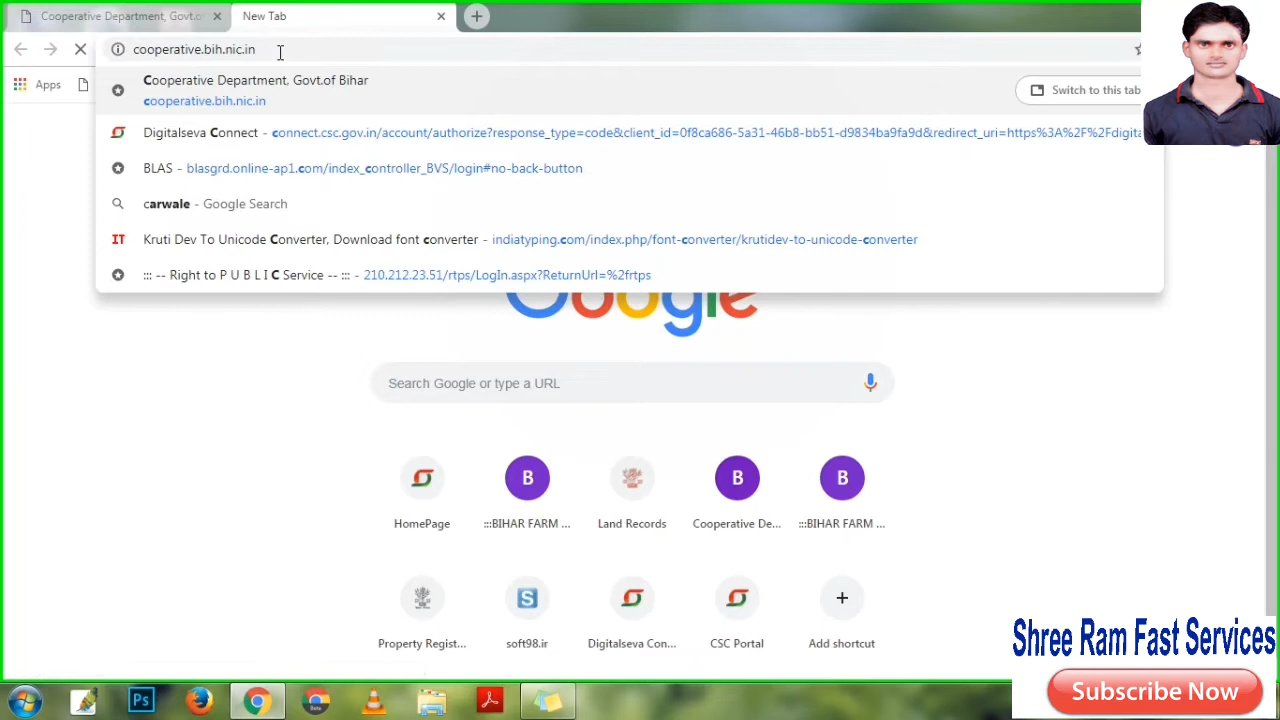 Cooperative Department, Govt.of
New Tab
cooperative.bih.nic.in
Apps
Cooperative Department, Govt.of Bihar
cooperative.bih.nic.in
Switch to this tab
Digitalseva Connect - connect.csc.gov.in/account/authorize?response_type=code&client_id=0f8ca686-5a31-46b8-bb51-d9834ba9fa9d&redirect_uri=https%3A%2F%2Fdigita
BLAS - blasgrd.online-ap1.com/index_controller_BVS/login#no-back-button
carwale - Google Search
IT Kruti Dev To Unicode Converter, Download font converter - indiatyping.com/index.php/font-converter/krutidev-to-unicode-converter
::: -- Right to P U B L I C Service -- ::: - 210.212.23.51/rtps/LogIn.aspx?ReturnUrl=%2frtps
Google
Search Google or type a URL
B B B
HomePage :::BIHAR FARM ... Land Records Cooperative De... :::BIHAR FARM ...
S
Property Regist... soft98.ir Digitalseva Con... CSC Portal Add shortcut
Shree Ram Fast Services
Subscribe Now
Ps